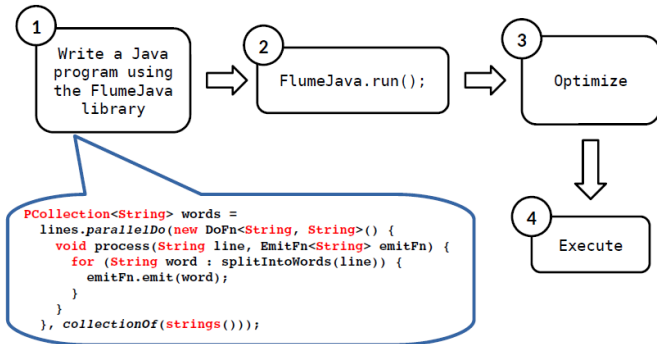 1
Write a Java
program using
the FlumeJava
library
2
FlumeJava.run();
3
Optimize
4
Execute
PCollection<String> words =
lines.parallelDo(new DoFn<String, String>() {
void process(String line, EmitFn<String> emitFn) {
for (String word : splitIntoWords(line)) {
emitFn.emit(word);
}
}
}, collectionOf(strings()));